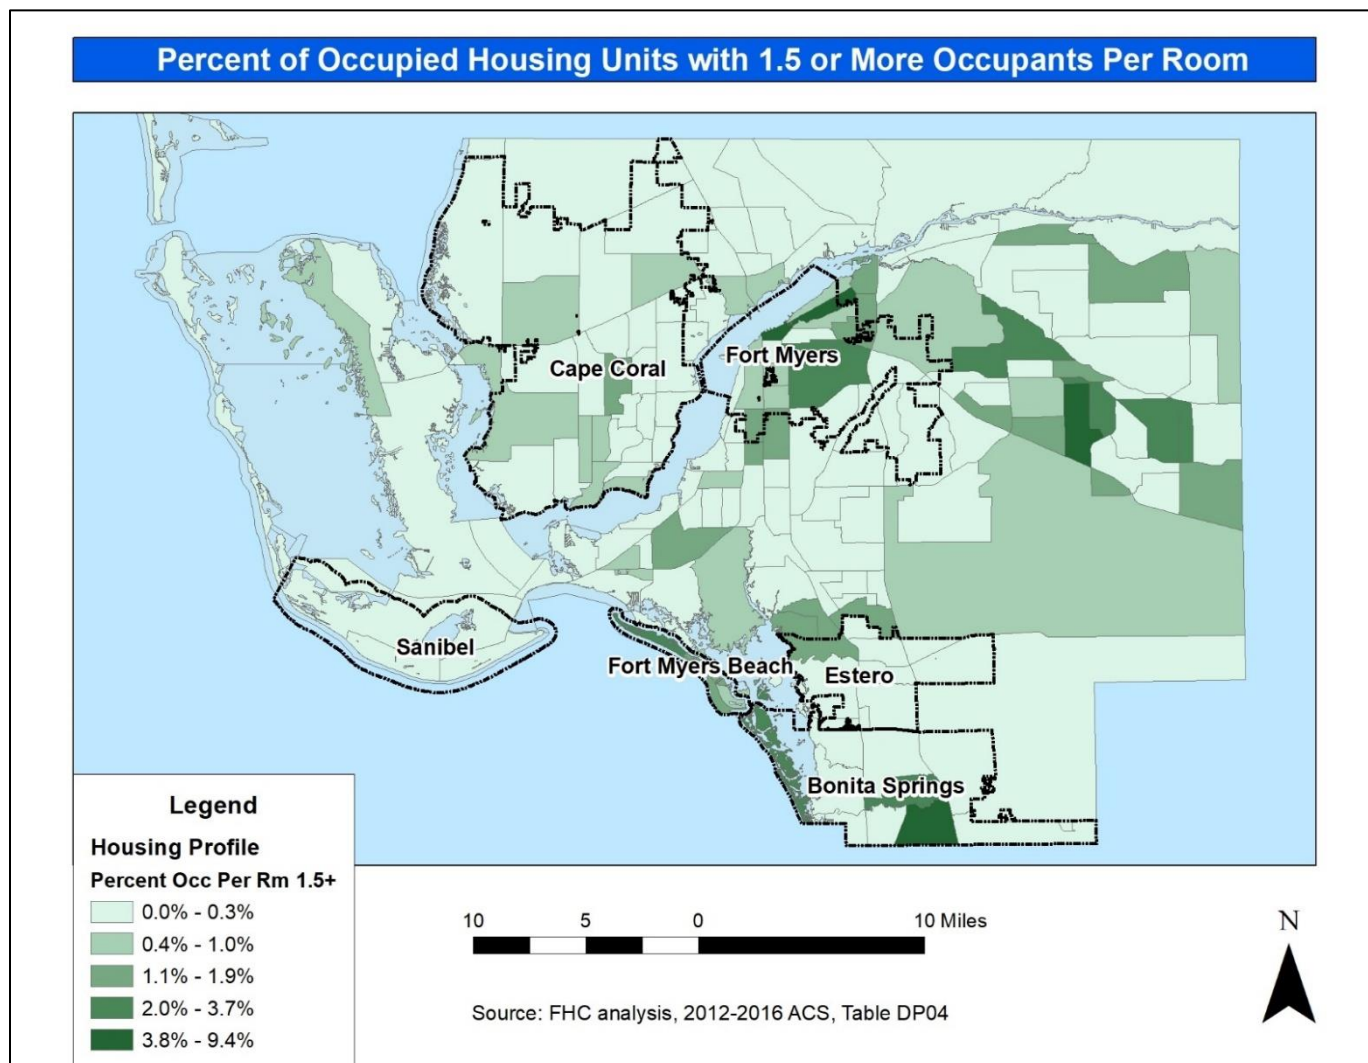 Percent of Occupied Housing Units with 1.5 or More Occupants Per Room
Cape Coral
Fort Myers
Sanibel
Fort Myers Beach
Estero
Bonita Springs
Legend
Housing Profile
Percent Occ Per Rm 1.5+
0.0% - 0.3%
0.4% - 1.0%
1.1% - 1.9%
2.0% - 3.7%
3.8% - 9.4%
10 5 0 10 Miles
N
Source: FHC analysis, 2012-2016 ACS, Table DP04